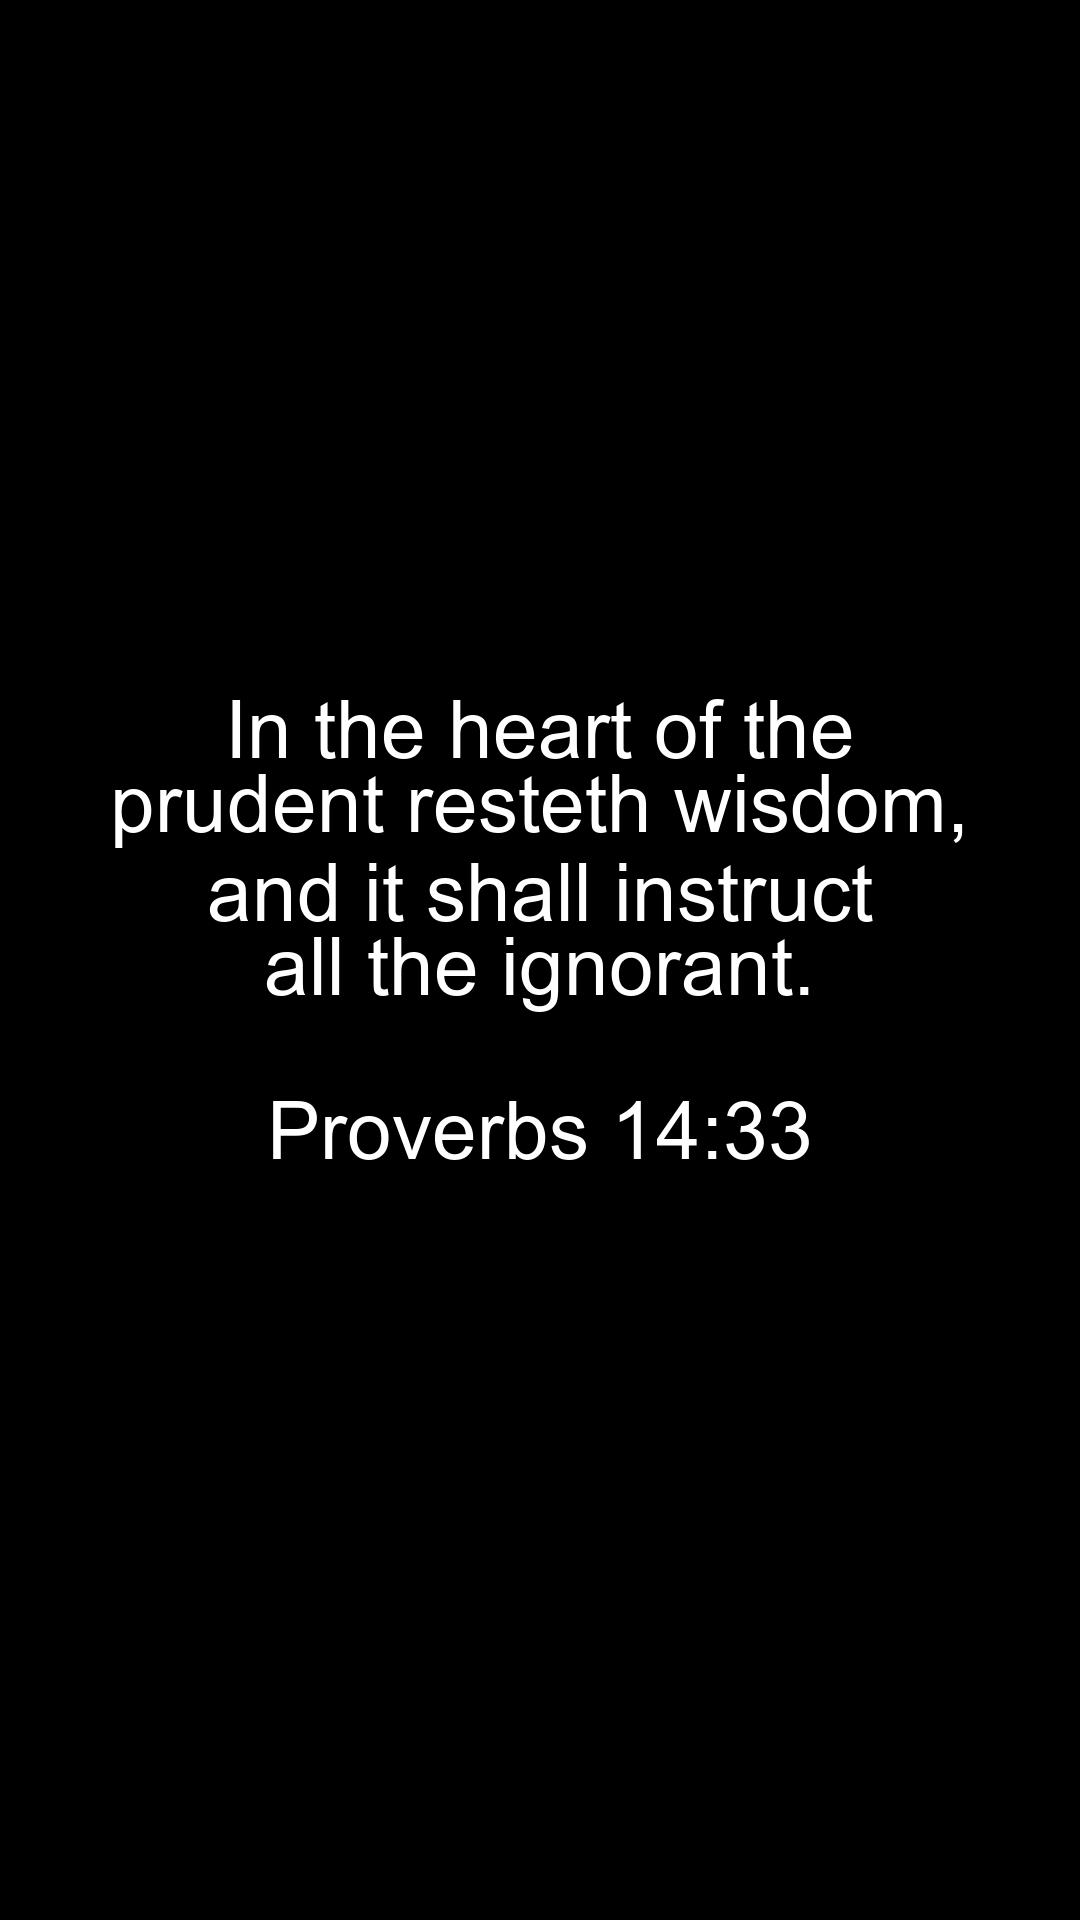 In the heart of the
prudent resteth wisdom,
and it shall instruct
all the ignorant.
Proverbs 14:33